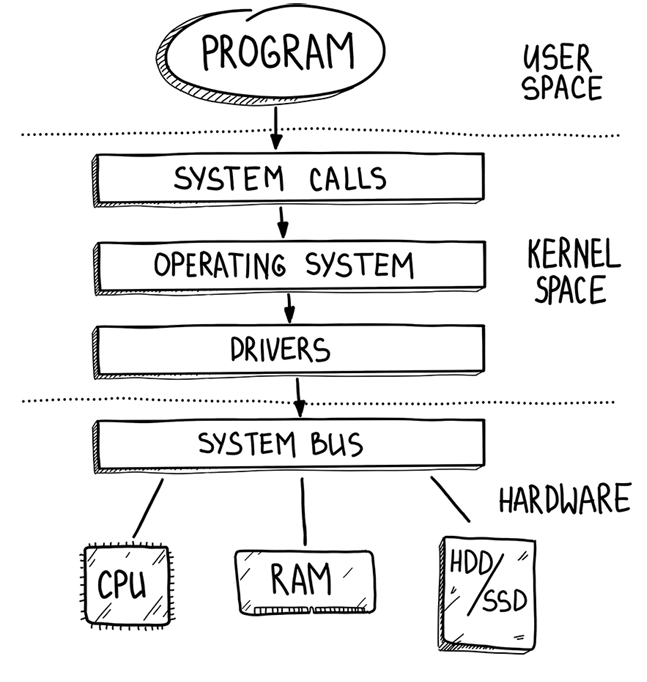 PROGRAM
USER
SPACE
SYSTEM CALLS
OPERATING SYSTEM
KERNEL
SPACE
DRIVERS
SYSTEM BUS
HARDWARE
CPU
RAM
HDD/
SSD